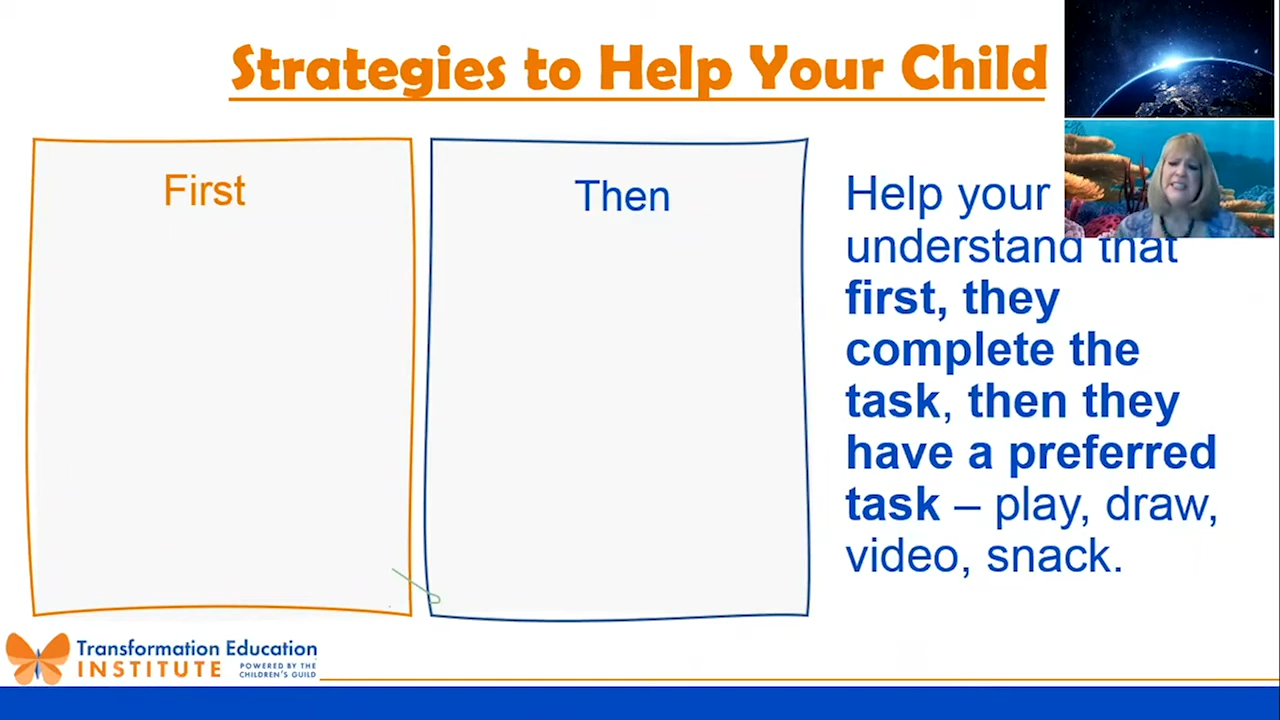 Strategies to Help Your Child
First
Then
Help your
understand that
first, they
complete the
task, then they
have a preferred
task – play, draw,
video, snack.
Transformation Education
INSTITUTE
POWERED BY THE
CHILDREN'S GUILD